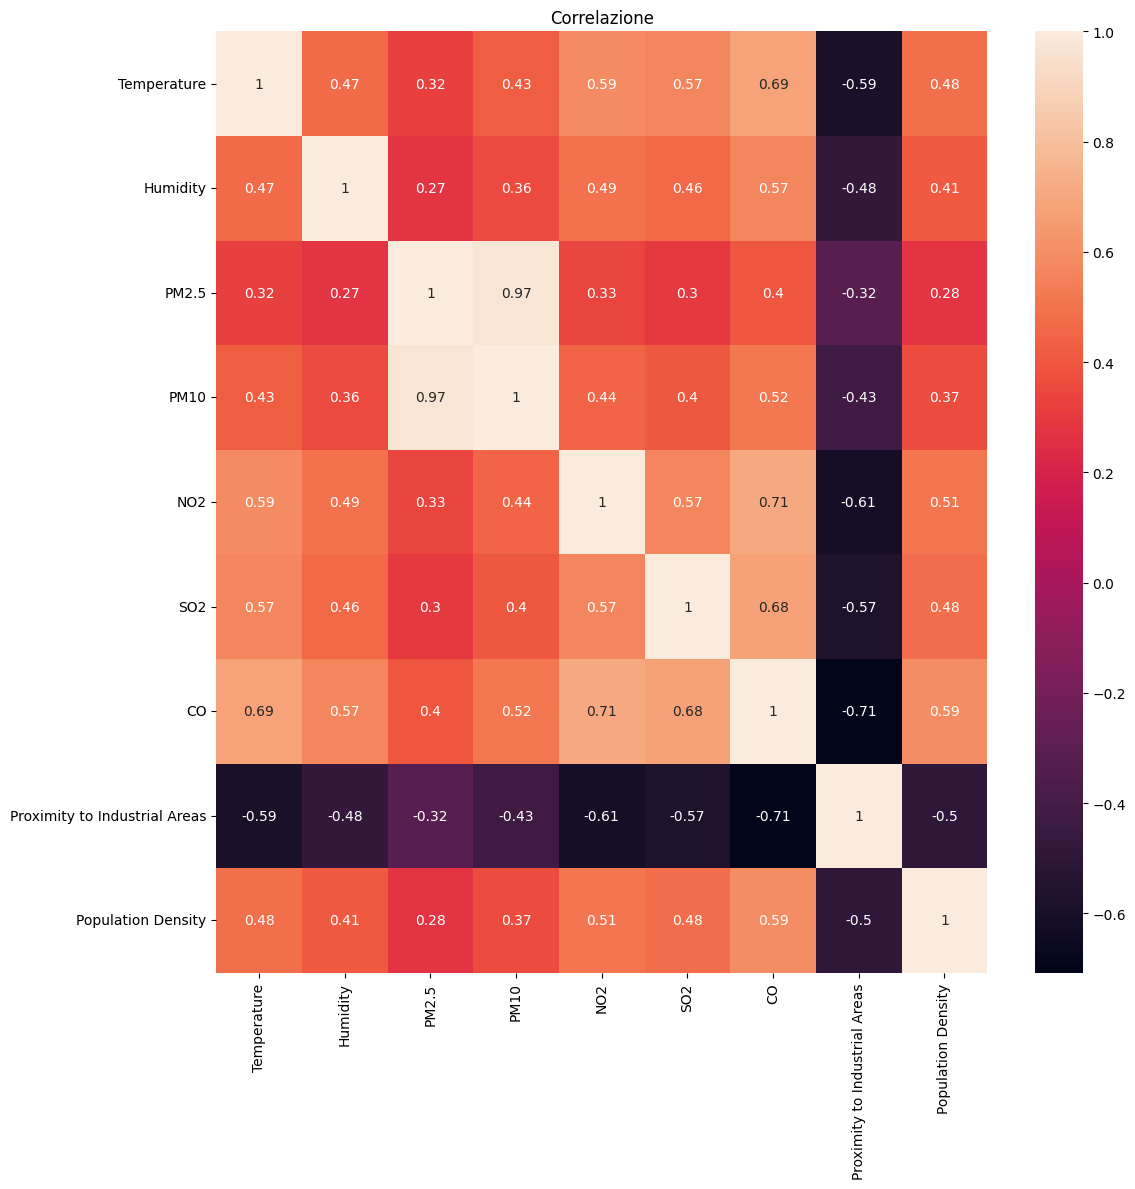 Correlazione
Temperature 1 0.47 0.32 0.43 0.59 0.57 0.69 -0.59 0.48
Humidity 0.47 1 0.27 0.36 0.49 0.46 0.57 -0.48 0.41
PM2.5 0.32 0.27 1 0.97 0.33 0.3 0.4 -0.32 0.28
PM10 0.43 0.36 0.97 1 0.44 0.4 0.52 -0.43 0.37
NO2 0.59 0.49 0.33 0.44 1 0.57 0.71 -0.61 0.51
SO2 0.57 0.46 0.3 0.4 0.57 1 0.68 -0.57 0.48
CO 0.69 0.57 0.4 0.52 0.71 0.68 1 -0.71 0.59
Proximity to Industrial Areas -0.59 -0.48 -0.32 -0.43 -0.61 -0.57 -0.71 1 -0.5
Population Density 0.48 0.41 0.28 0.37 0.51 0.48 0.59 -0.5 1
Temperature
Humidity
PM2.5
PM10
NO2
SO2
CO
Proximity to Industrial Areas
Population Density
1.0
0.8
0.6
0.4
0.2
0.0
−0.2
−0.4
−0.6